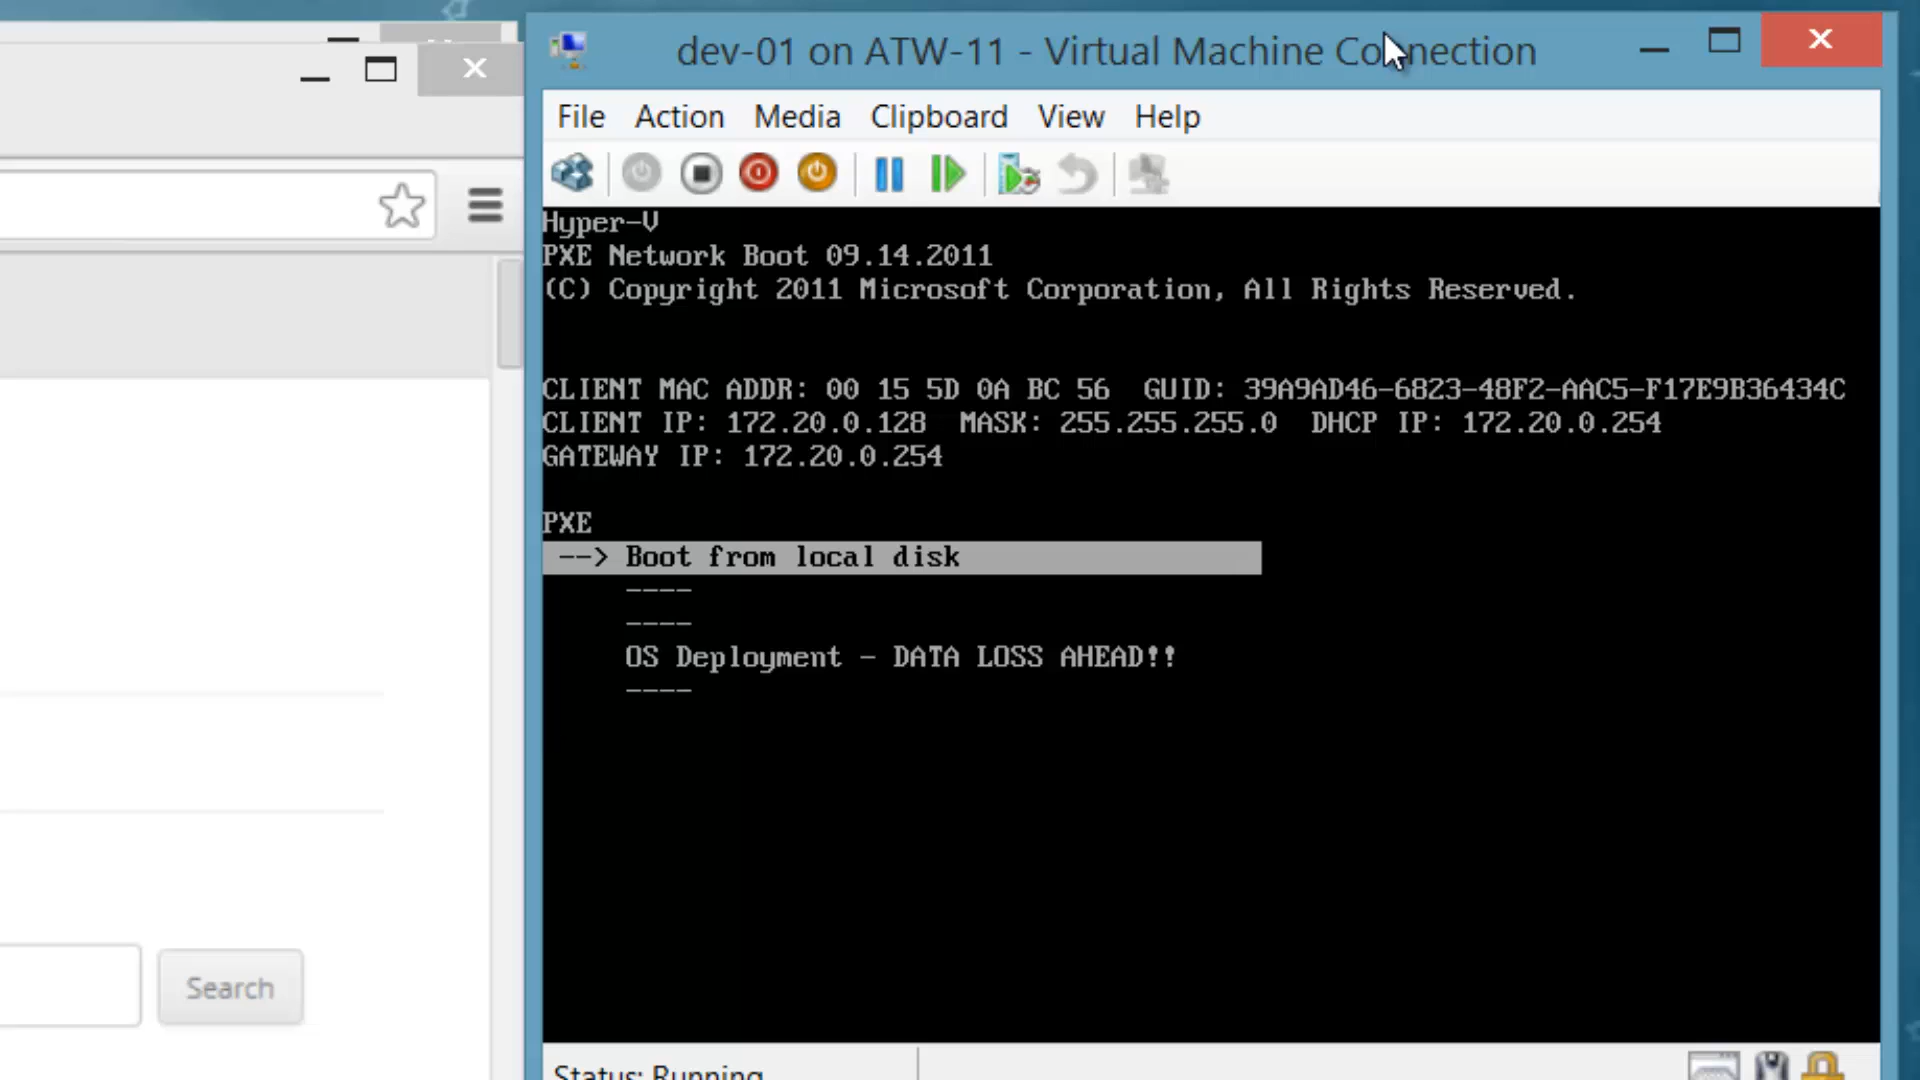 dev-01 on ATW-11 - Virtual Machine Connection
File Action Media Clipboard View Help
Hyper-V
PXE Network Boot 09.14.2011
(C) Copyright 2011 Microsoft Corporation, All Rights Reserved.
CLIENT MAC ADDR: 00 15 5D 0A BC 56 GUID: 39A9AD46-6823-48F2-AAC5-F17E9B36434C
CLIENT IP: 172.20.0.128 MASK: 255.255.255.0 DHCP IP: 172.20.0.254
GATEWAY IP: 172.20.0.254
PXE
--> Boot from local disk
----
----
OS Deployment - DATA LOSS AHEAD!!
----
Search
Status: Running